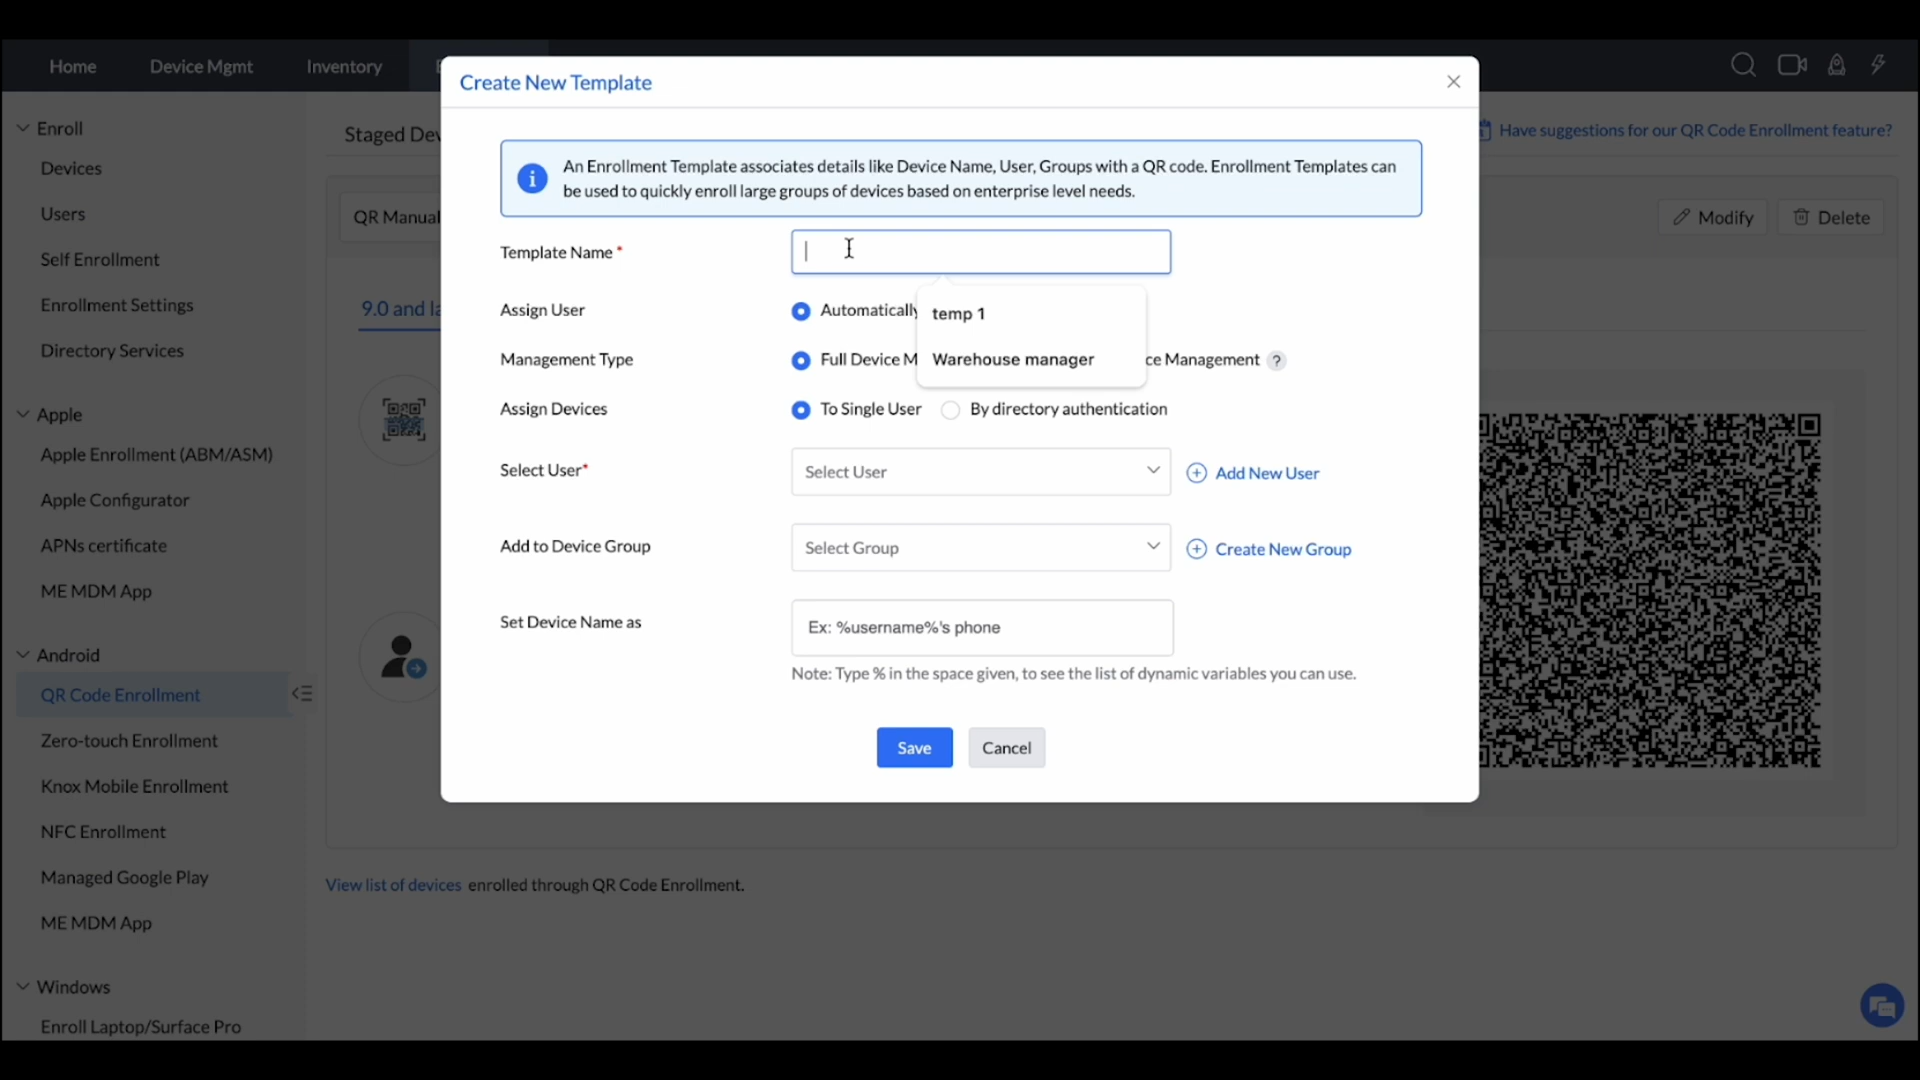 Home
Device Mgmt
Inventory
Create New Template
Enroll
Devices
Users
Self Enrollment
Enrollment Settings
Directory Services
Apple
Apple Enrollment (ABM/ASM)
Apple Configurator
APNs certificate
ME MDM App
Android
QR Code Enrollment
Zero-touch Enrollment
Knox Mobile Enrollment
NFC Enrollment
Managed Google Play
ME MDM App
Windows
Enroll Laptop/Surface Pro
Staged
Have suggestions for our QR Code Enrollment feature?
QR Manual
Modify
Delete
9.0 and
An Enrollment Template associates details like Device Name, User, Groups with a QR code. Enrollment Templates can
be used to quickly enroll large groups of devices based on enterprise level needs.
Template Name *
Assign User
Automatically
temp 1
Warehouse manager
Management Type
Full Device M
ce Management ?
Assign Devices
To Single User
By directory authentication
Select User*
Select User
Add New User
Add to Device Group
Select Group
Create New Group
Set Device Name as
Ex: %username%'s phone
Note: Type % in the space given, to see the list of dynamic variables you can use.
Save
Cancel
View list of devices enrolled through QR Code Enrollment.